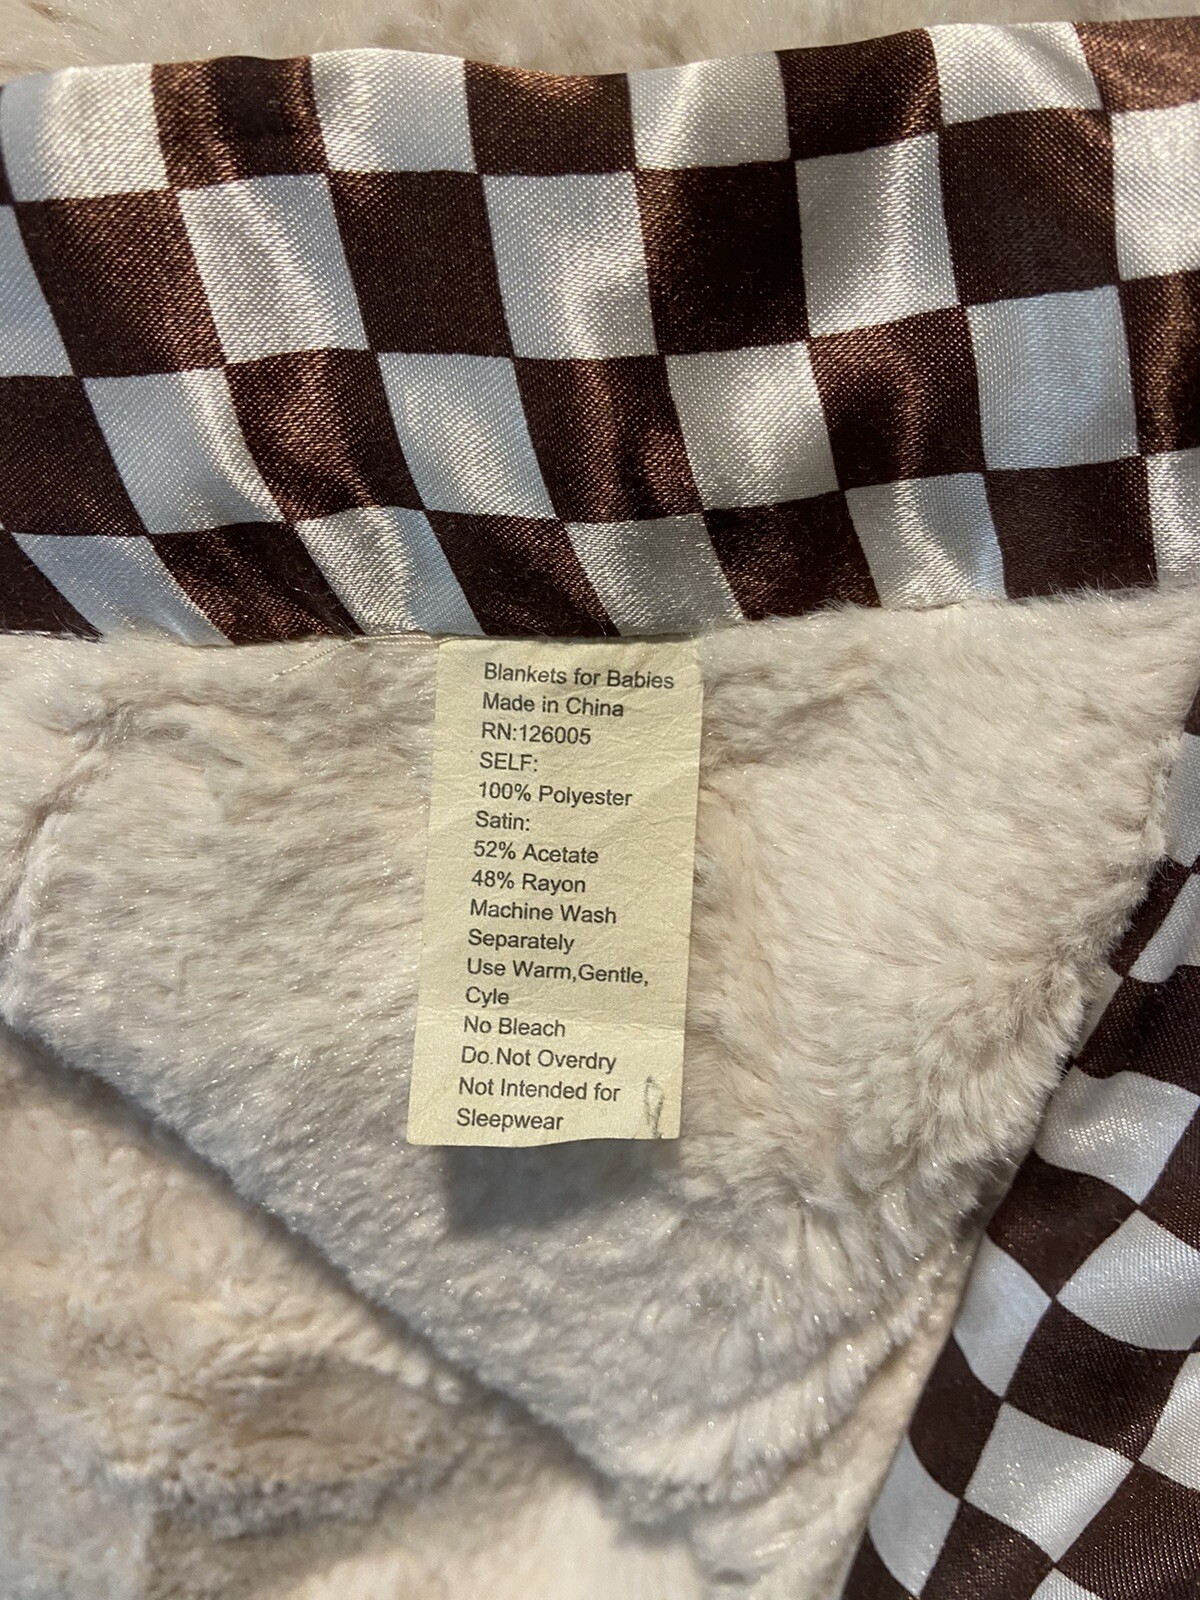 Blankets for Babies
Made in China
RN:126005
SELF:
100% Polyester
Satin:
52% Acetate
48% Rayon
Machine Wash
Separately
Use Warm,Gentle,
Cyle
No Bleach
Do.Not Overdry
Not Intended for
Sleepwear